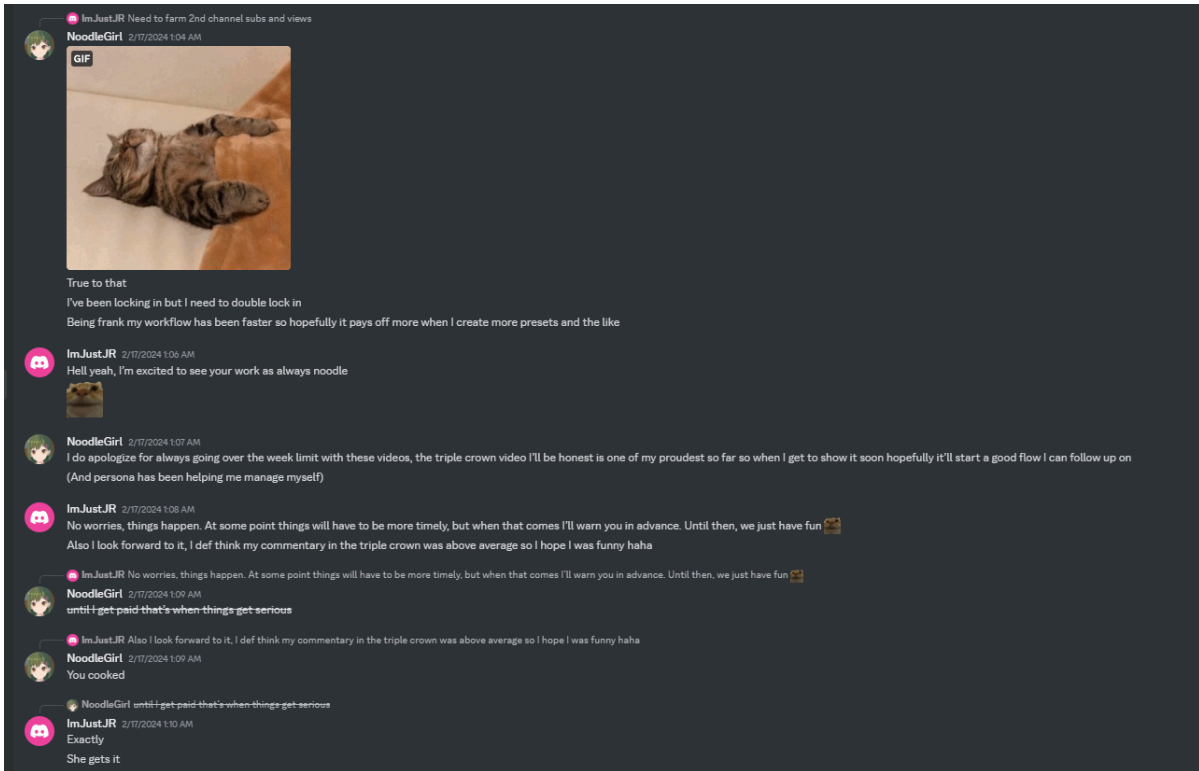 ImJustJR Need to farm 2nd channel subs and views
NoodleGirl 2/17/2024 1:04 AM
GIF
True to that
I've been locking in but I need to double lock in
Being frank my workflow has been faster so hopefully it pays off more when I create more presets and the like
ImJustJR 2/17/2024 1:06 AM
Hell yeah, I'm excited to see your work as always noodle
NoodleGirl 2/17/2024 1:07 AM
I do apologize for always going over the week limit with these videos, the triple crown video I'll be honest is one of my proudest so far so when I get to show it soon hopefully it'll start a good flow I can follow up on
(And persona has been helping me manage myself)
ImJustJR 2/17/2024 1:08 AM
No worries, things happen. At some point things will have to be more timely, but when that comes I'll warn you in advance. Until then, we just have fun
Also I look forward to it, I def think my commentary in the triple crown was above average so I hope I was funny haha
ImJustJR No worries, things happen. At some point things will have to be more timely, but when that comes I'll warn you in advance. Until then, we just have fun
NoodleGirl 2/17/2024 1:09 AM
until I get paid that's when things get serious
ImJustJR Also I look forward to it, I def think my commentary in the triple crown was above average so I hope I was funny haha
NoodleGirl 2/17/2024 1:09 AM
You cooked
NoodleGirl until I get paid that's when things get serious
ImJustJR 2/17/2024 1:10 AM
Exactly
She gets it